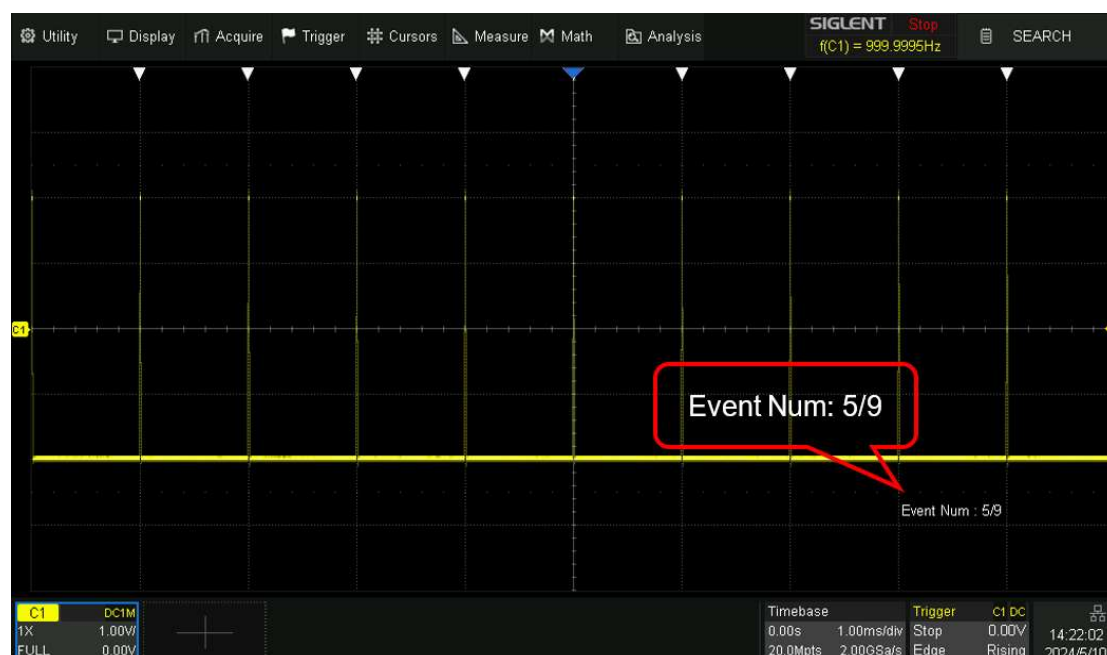 Utility Display Acquire Trigger Cursors Measure Math Analysis SIGLENT Stop SEARCH
f(C1) = 999.9995Hz
C1
Event Num: 5/9
Event Num : 5/9
C1 DC1M Timebase Trigger C1 DC
1X 1.00V/ 0.00s 1.00ms/div Stop 0.00V 14:22:02
FULL 0.00V 20.0Mpts 2.00GSa/s Edge Rising 2024/5/10